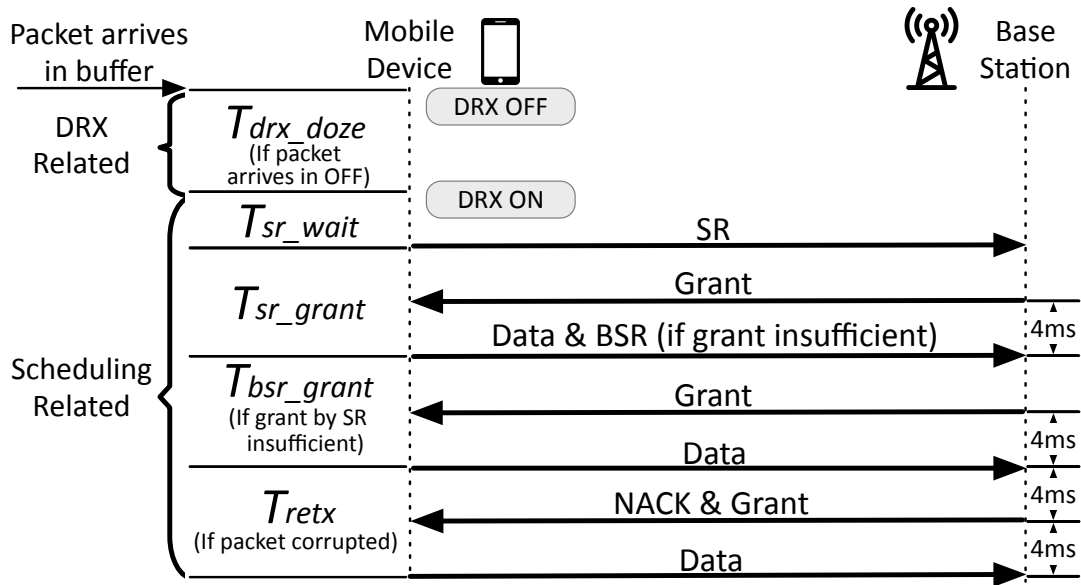 Packet arrives
in buffer
Mobile
Device
Base
Station
DRX OFF
DRX
Related
Tdrx_doze
(If packet
arrives in OFF)
DRX ON
Tsr_wait
SR
Grant
Tsr_grant
4ms
Data & BSR (if grant insufficient)
Scheduling
Related
Tbsr_grant
(If grant by SR
insufficient)
Grant
4ms
Data
4ms
Tretx
(If packet corrupted)
NACK & Grant
4ms
Data